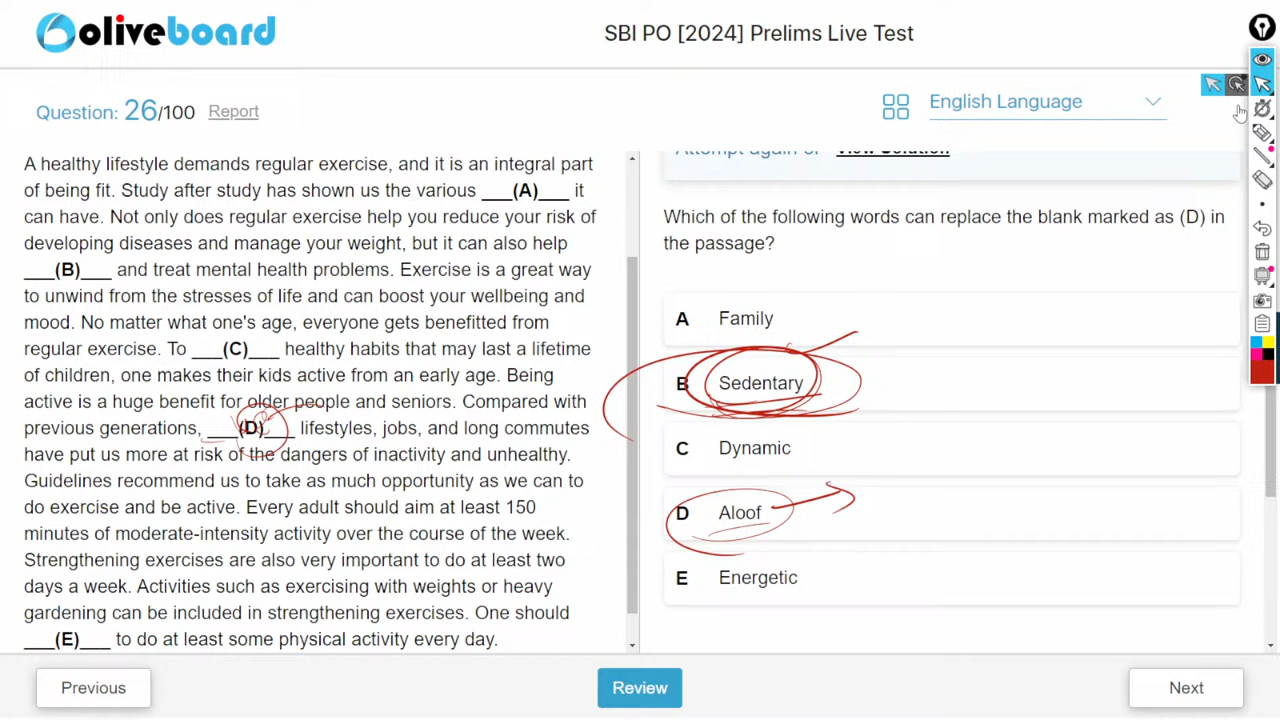 oliveboard
SBI PO [2024] Prelims Live Test
Question: 26/100 Report
English Language
A healthy lifestyle demands regular exercise, and it is an integral part
of being fit. Study after study has shown us the various ___(A)___ it
can have. Not only does regular exercise help you reduce your risk of
developing diseases and manage your weight, but it can also help
___(B)___ and treat mental health problems. Exercise is a great way
to unwind from the stresses of life and can boost your wellbeing and
mood. No matter what one's age, everyone gets benefitted from
regular exercise. To ___(C)___ healthy habits that may last a lifetime
of children, one makes their kids active from an early age. Being
active is a huge benefit for older people and seniors. Compared with
previous generations, ___(D)___ lifestyles, jobs, and long commutes
have put us more at risk of the dangers of inactivity and unhealthy.
Guidelines recommend us to take as much opportunity as we can to
do exercise and be active. Every adult should aim at least 150
minutes of moderate-intensity activity over the course of the week.
Strengthening exercises are also very important to do at least two
days a week. Activities such as exercising with weights or heavy
gardening can be included in strengthening exercises. One should
___(E)___ to do at least some physical activity every day.
Attempt again or View Solution
Which of the following words can replace the blank marked as (D) in
the passage?
A Family
B Sedentary
C Dynamic
D Aloof
E Energetic
Previous
Review
Next